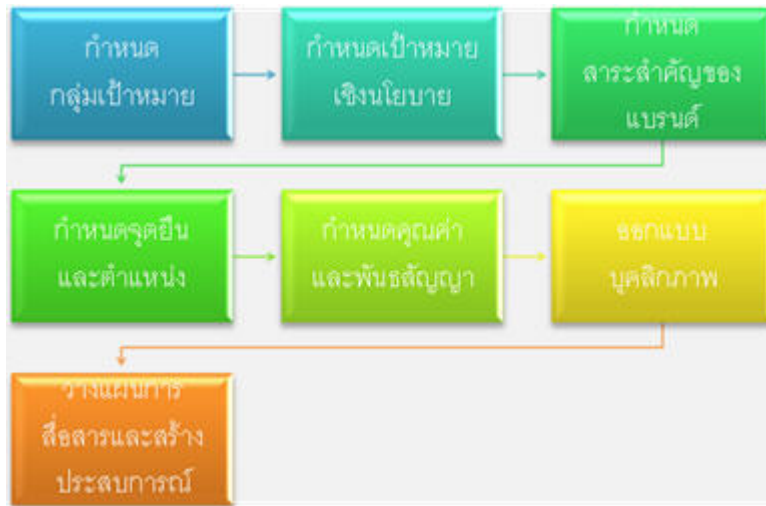 กำหนด
กลุ่มเป้าหมาย
กำหนดเป้าหมาย
เชิงนโยบาย
กำหนด
สาระสำคัญของ
แบรนด์
กำหนดจุดยืน
และตำแหน่ง
กำหนดคุณค่า
และพันธสัญญา
ออกแบบ
บุคลิกภาพ
วางแผนการ
สื่อสารและสร้าง
ประสบการณ์